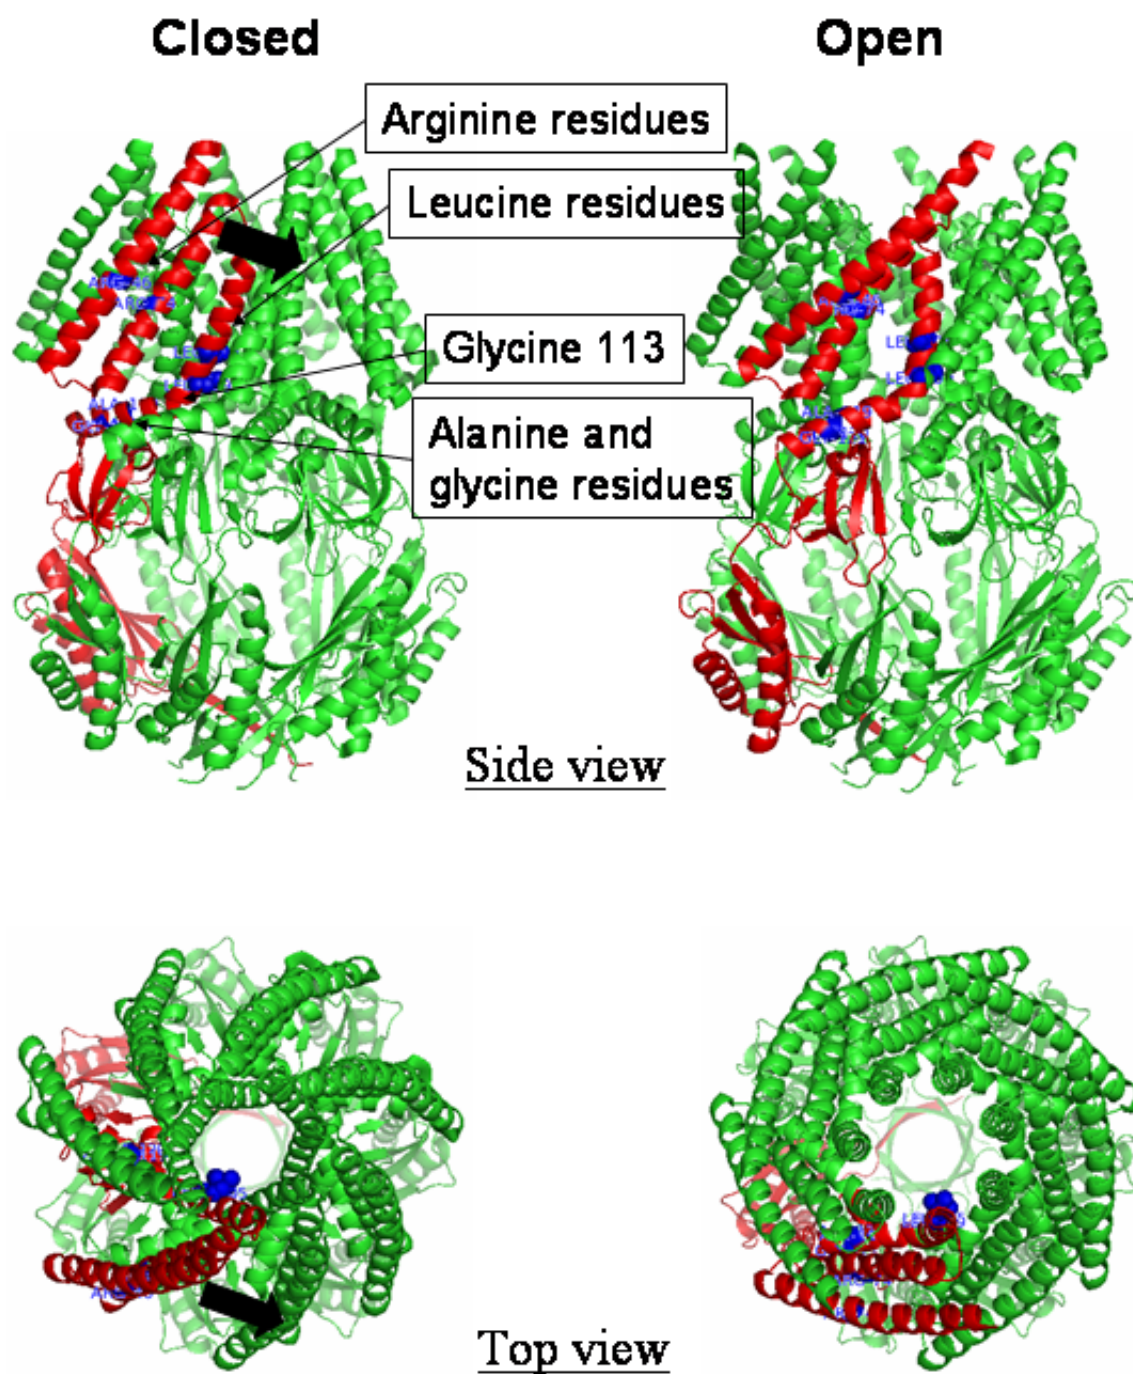 Closed
Open
Arginine residues
Leucine residues
Glycine 113
Alanine and
glycine residues
Side view
Top view